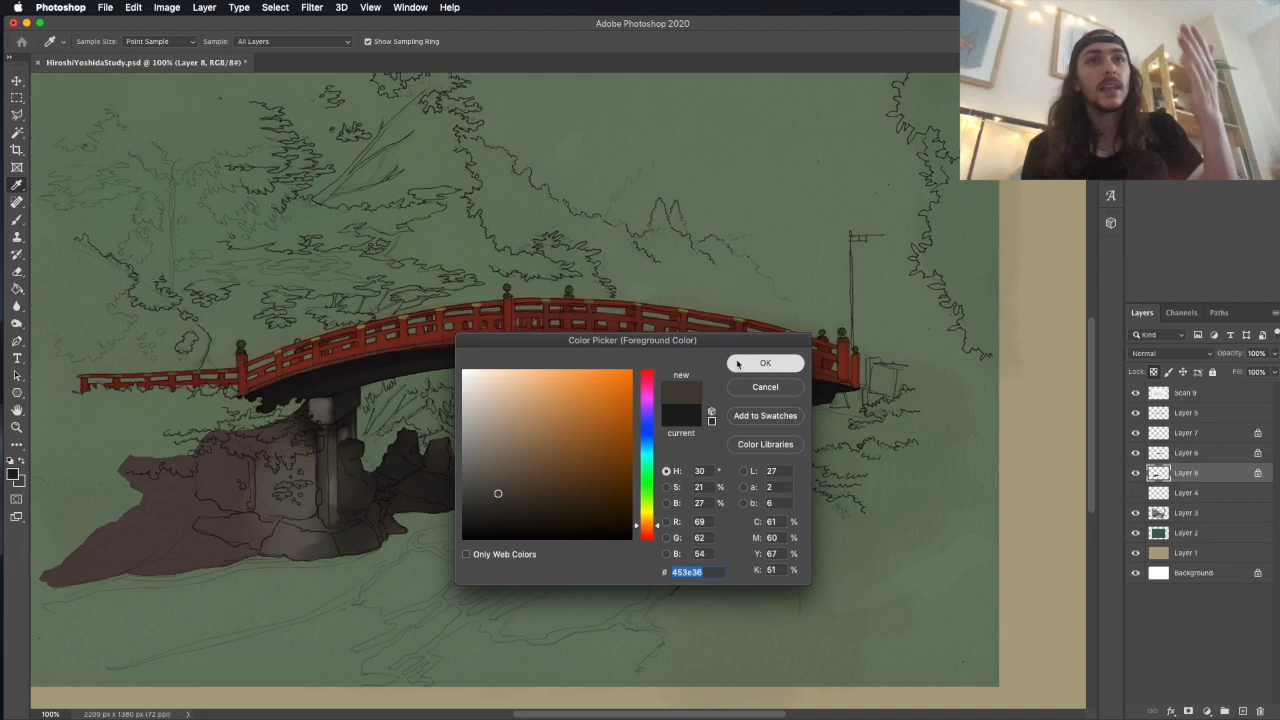 Photoshop File Edit Image Layer Type Select Filter 3D View Window Help
Adobe Photoshop 2020
Sample Size: Point Sample Sample: All Layers Show Sampling Ring
HiroshiYoshidaStudy.psd @ 100% (Layer 8, RGB/8#) *
Color Picker (Foreground Color)
new
current
OK
Cancel
Add to Swatches
Color Libraries
H: 30 ° L: 27
S: 21 % a: 2
B: 27 % b: 6
R: 69 C: 61 %
G: 62 M: 60 %
B: 54 Y: 67 %
# 453e36 K: 51 %
Only Web Colors
Layers Channels Paths
Kind
Normal Opacity: 100%
Lock: Fill: 100%
Scan 9
Layer 5
Layer 7
Layer 6
Layer 8
Layer 4
Layer 3
Layer 2
Layer 1
Background
100% 2200 px x 1380 px (72 ppi)